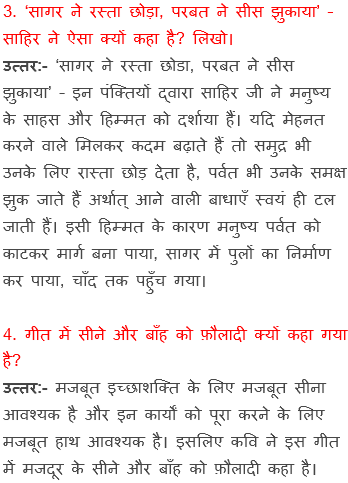 3. 'सागर ने रस्ता छोड़ा, परबत ने सीस झुकाया' –
साहिर ने ऐसा क्यों कहा है? लिखो।
उत्तर:- 'सागर ने रस्ता छोडा, परबत ने सीस
झुकाया' – इन पंक्तियों द्वारा साहिर जी ने मनुष्य
के साहस और हिम्मत को दर्शाया हैं। यदि मेहनत
करने वाले मिलकर कदम बढ़ाते हैं तो समुद्र भी
उनके लिए रास्ता छोड़ देता है, पर्वत भी उनके समक्ष
झुक जाते हैं अर्थात् आने वाली बाधाएँ स्वयं ही टल
जाती हैं। इसी हिम्मत के कारण मनुष्य पर्वत को
काटकर मार्ग बना पाया, सागर में पुलों का निर्माण
कर पाया, चाँद तक पहुँच गया।
4. गीत में सीने और बाँह को फ़ौलादी क्यों कहा गया
है?
उत्तर:- मजबूत इच्छाशक्ति के लिए मजबूत सीना
आवश्यक है और इन कार्यों को पूरा करने के लिए
मजबूत हाथ आवश्यक है। इसलिए कवि ने इस गीत
में मजदूर के सीने और बाँह को फ़ौलादी कहा है।